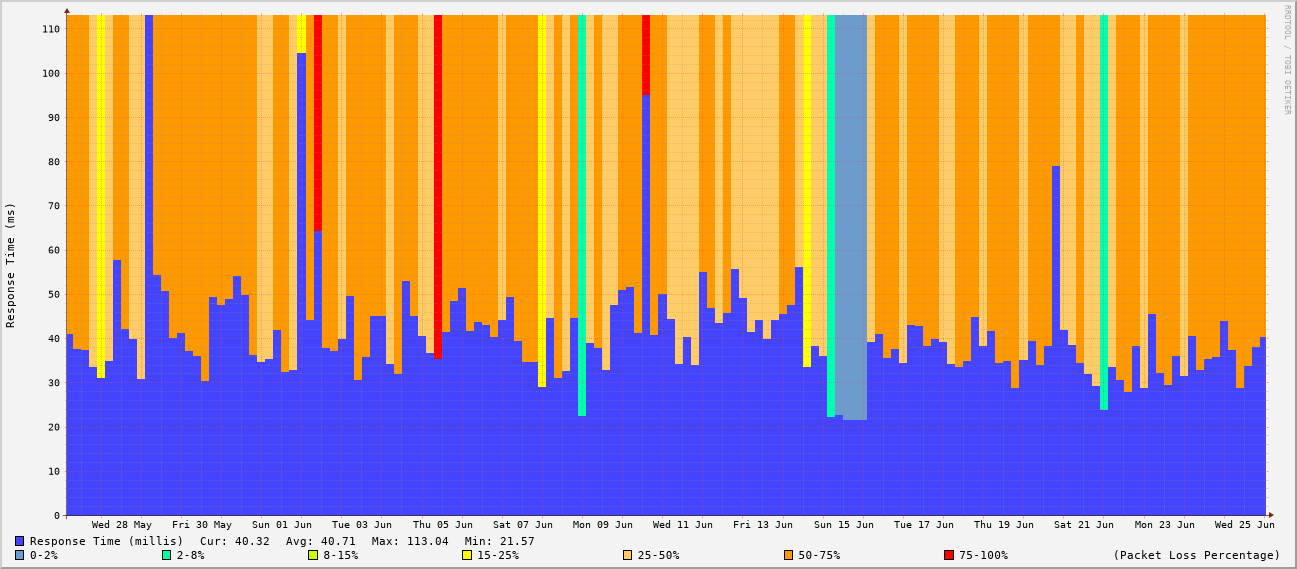 RRDTOOL / TOBI OETIKER
Response Time (ms)
110
100
90
80
70
60
50
40
30
20
10
0
Wed 28 May Fri 30 May Sun 01 Jun Tue 03 Jun Thu 05 Jun Sat 07 Jun Mon 09 Jun Wed 11 Jun Fri 13 Jun Sun 15 Jun Tue 17 Jun Thu 19 Jun Sat 21 Jun Mon 23 Jun Wed 25 Jun
Response Time (millis) Cur: 40.32 Avg: 40.71 Max: 113.04 Min: 21.57
0-2% 2-8% 8-15% 15-25% 25-50% 50-75% 75-100% (Packet Loss Percentage)